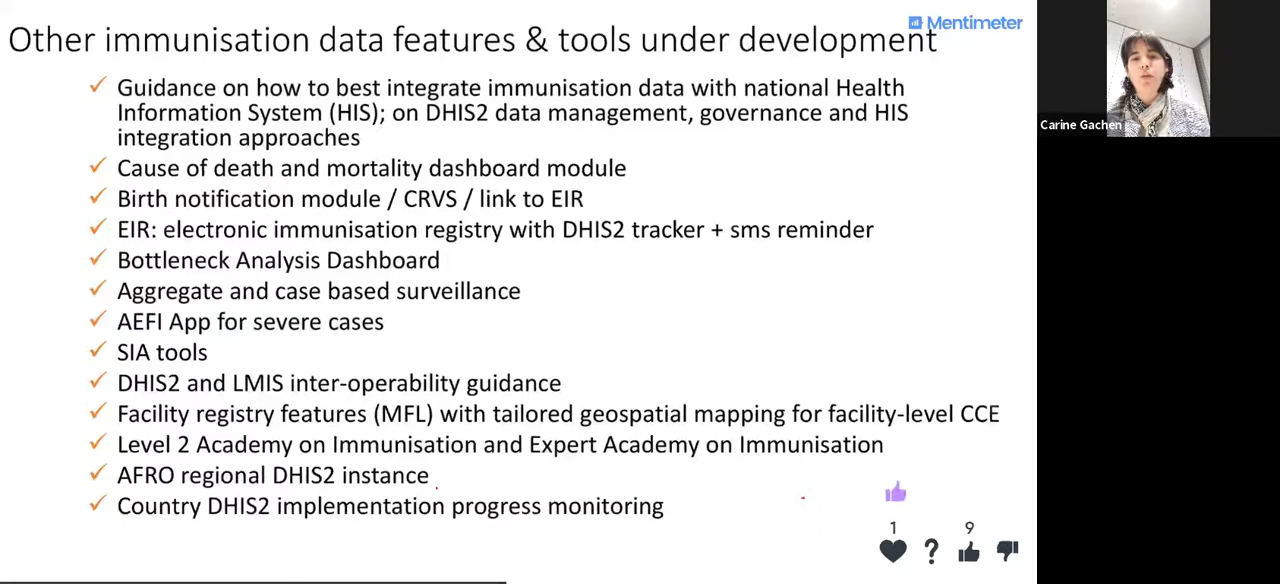 Mentimeter
Other immunisation data features & tools under development
Guidance on how to best integrate immunisation data with national Health
Information System (HIS); on DHIS2 data management, governance and HIS
integration approaches
Cause of death and mortality dashboard module
Birth notification module / CRVS / link to EIR
EIR: electronic immunisation registry with DHIS2 tracker + sms reminder
Bottleneck Analysis Dashboard
Aggregate and case based surveillance
AEFI App for severe cases
SIA tools
DHIS2 and LMIS inter-operability guidance
Facility registry features (MFL) with tailored geospatial mapping for facility-level CCE
Level 2 Academy on Immunisation and Expert Academy on Immunisation
AFRO regional DHIS2 instance
Country DHIS2 implementation progress monitoring
1 9
?
Carine Gachen